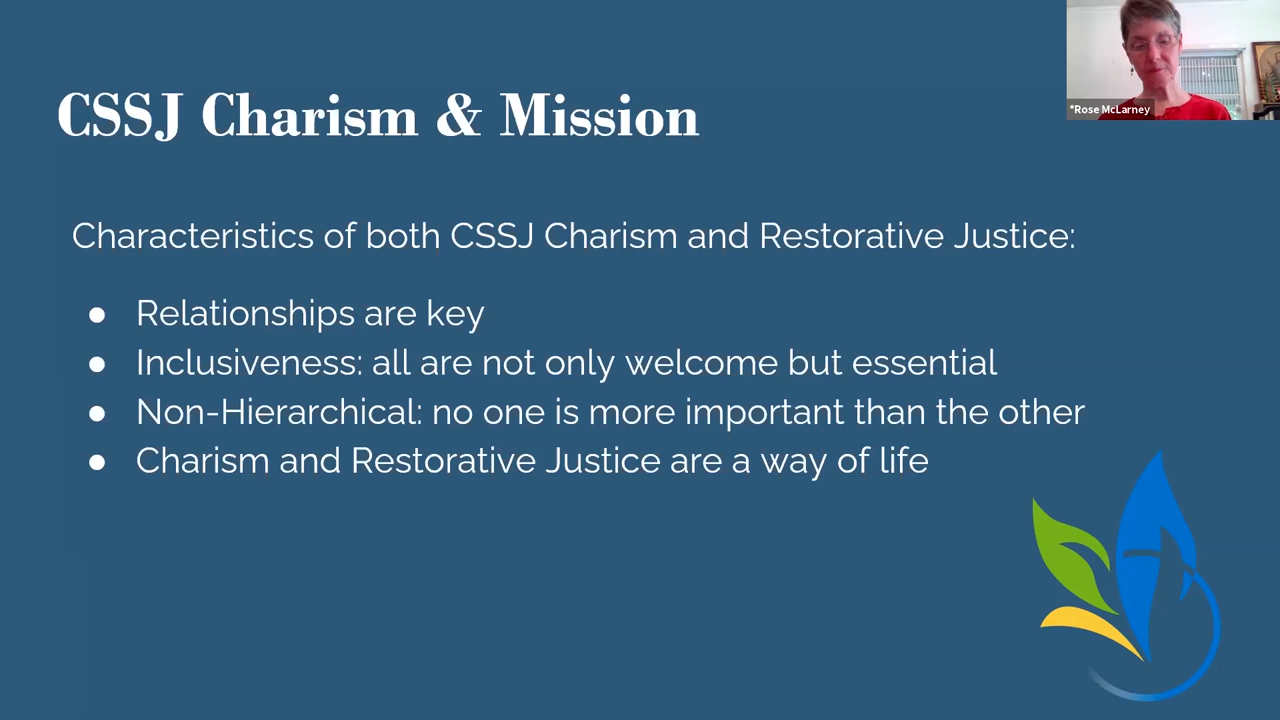 CSSJ Charism & Mission
*Rose McLarney
Characteristics of both CSSJ Charism and Restorative Justice:
● Relationships are key
● Inclusiveness: all are not only welcome but essential
● Non-Hierarchical: no one is more important than the other
● Charism and Restorative Justice are a way of life